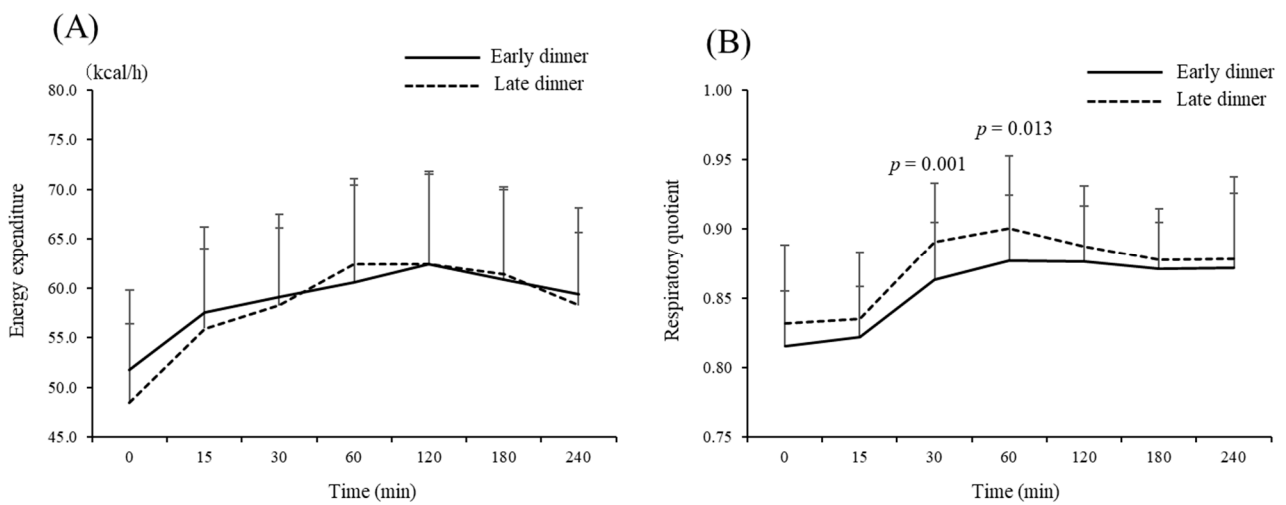 (A)
Early dinner
Late dinner
(kcal/h)
80.0
75.0
70.0
65.0
60.0
55.0
50.0
45.0
Energy expenditure
0 15 30 60 120 180 240
Time (min)
(B)
Early dinner
Late dinner
1.00
0.95
0.90
0.85
0.80
0.75
Respiratory quotient
p = 0.001
p = 0.013
0 15 30 60 120 180 240
Time (min)